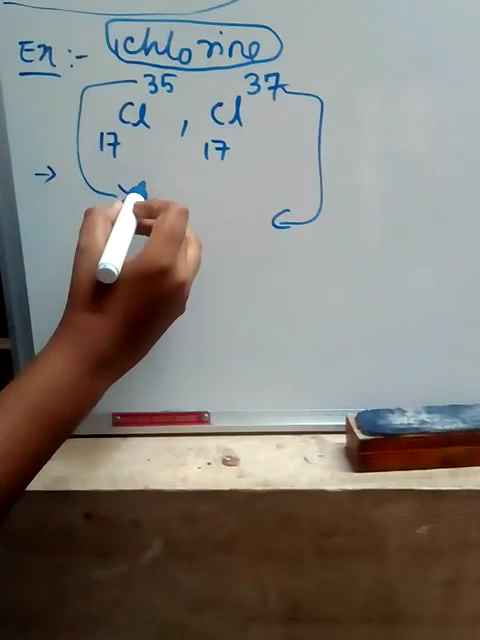 Ex:- chlorine
35 37
Cl , Cl
17 17
→